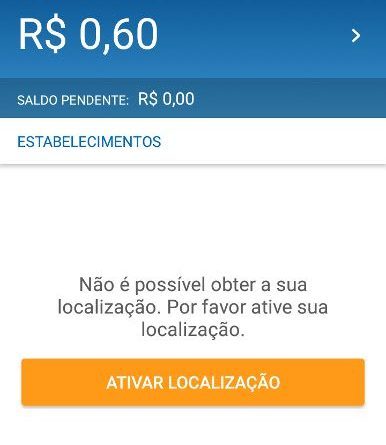 R$ 0,60
SALDO PENDENTE: R$ 0,00
ESTABELECIMENTOS
Não é possível obter a sua
localização. Por favor ative sua
localização.
ATIVAR LOCALIZAÇÃO